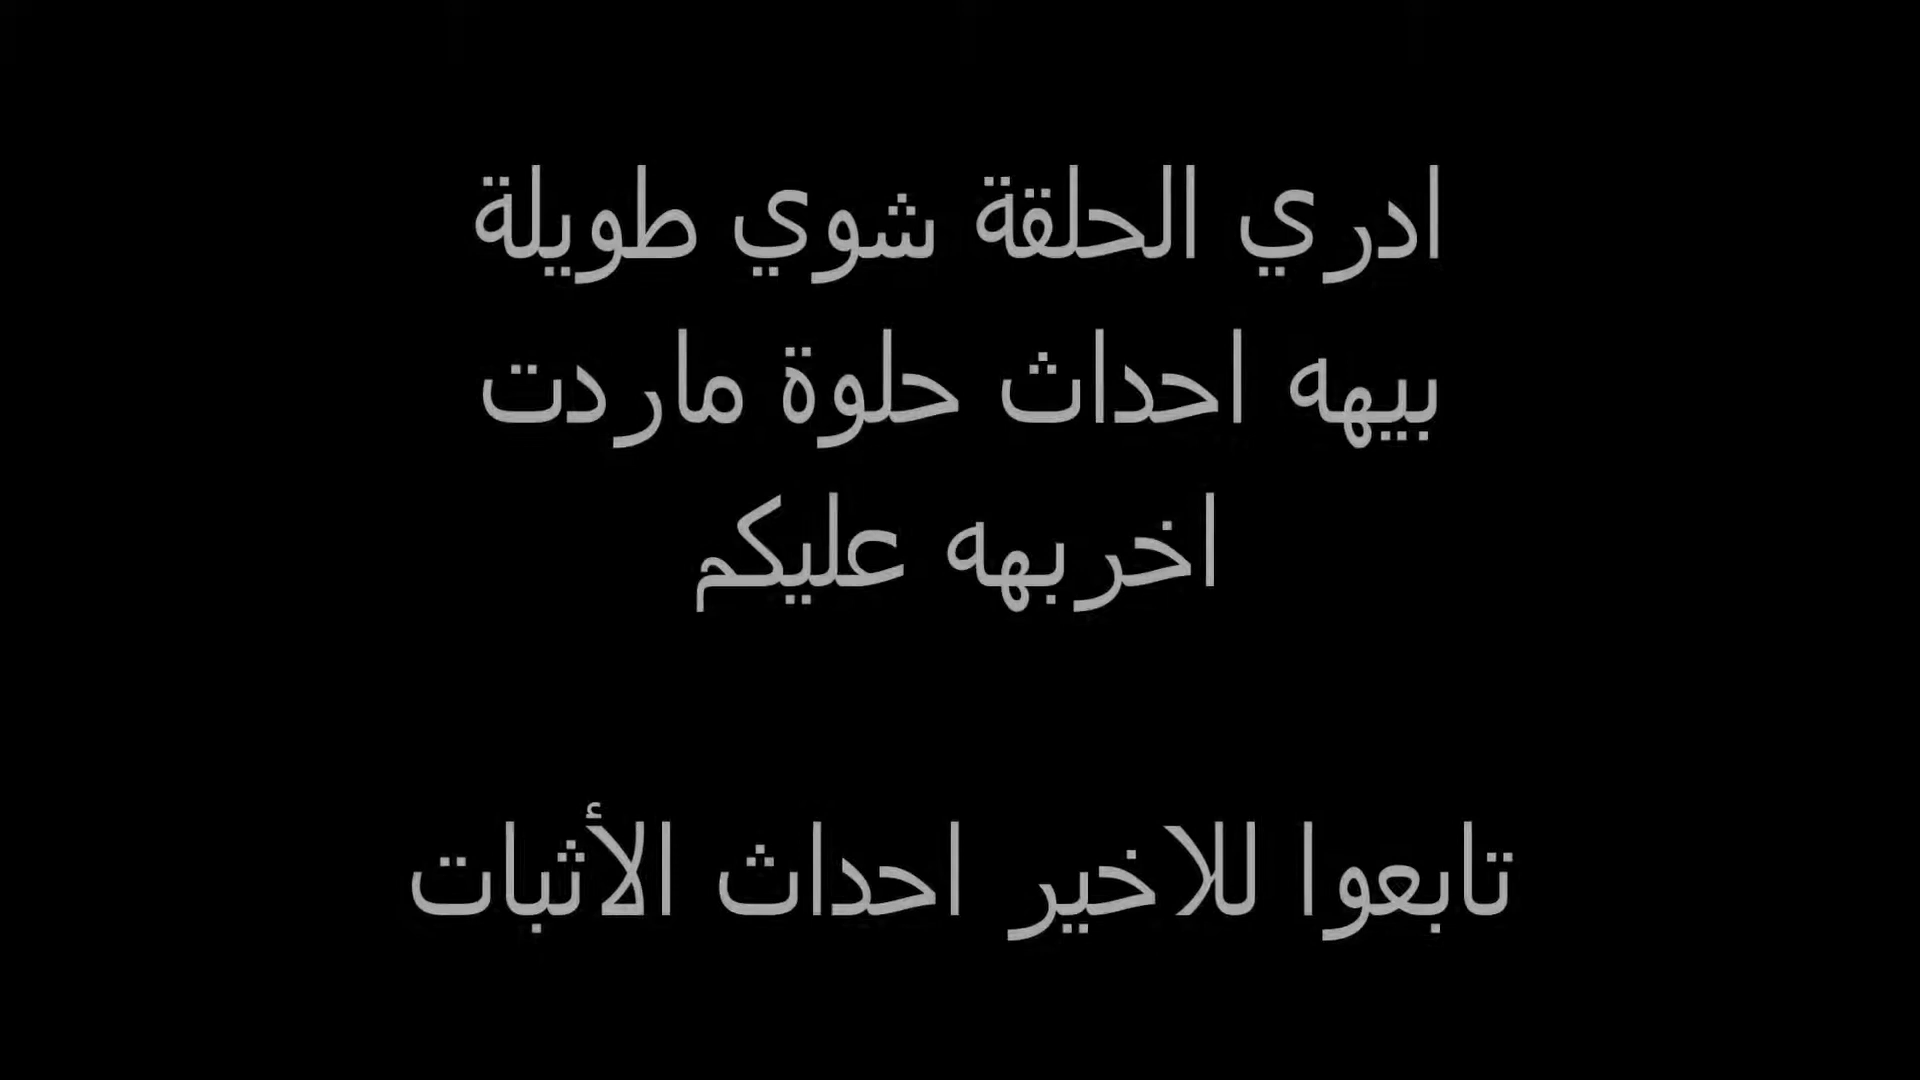 ادري الحلقة شوي طويلة
بيهه احداث حلوة ماردت
اخربهه عليكم
تابعوا للاخير احداث الأثبات